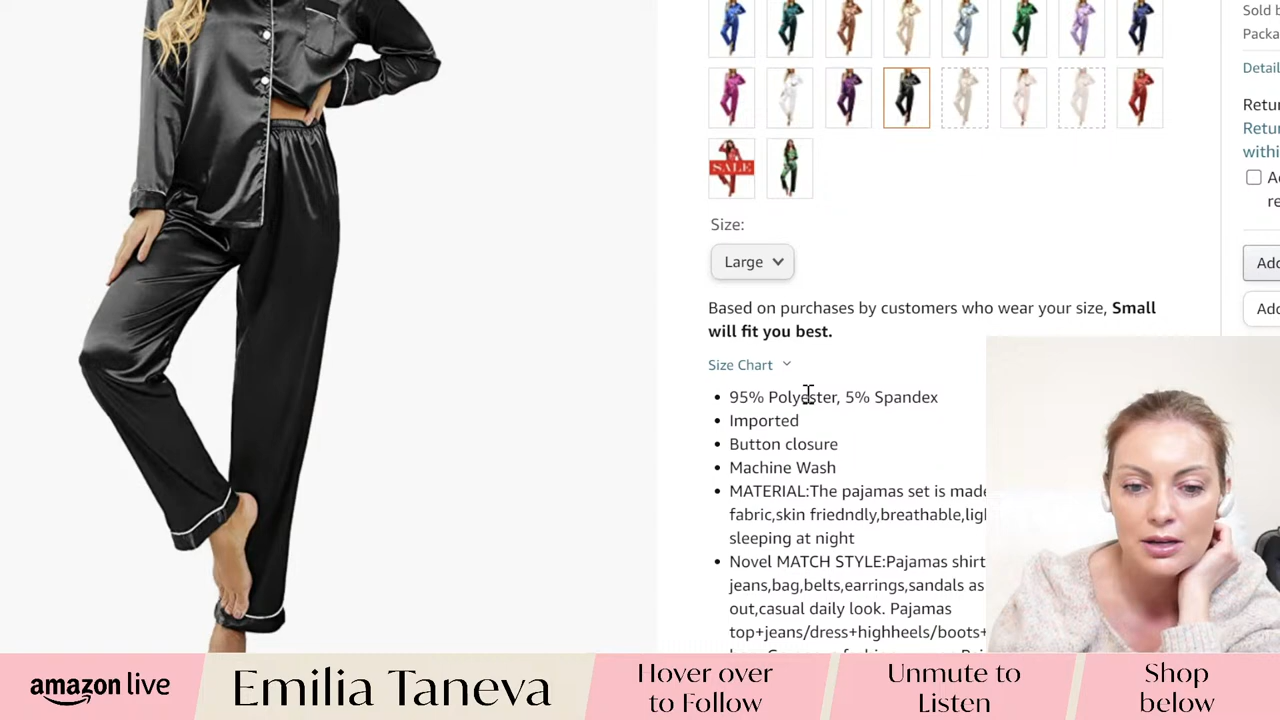 Sold b
Packa
Detail
Retur
Retur
withi
A
re
SALE
Size:
Large
Add
Add
Based on purchases by customers who wear your size, Small
will fit you best.
Size Chart
95% Polyester, 5% Spandex
Imported
Button closure
Machine Wash
MATERIAL:The pajamas set is made
fabric,skin friedndly,breathable,ligh
sleeping at night
Novel MATCH STYLE:Pajamas shirt
jeans,bag,belts,earrings,sandals as
out,casual daily look. Pajamas
top+jeans/dress+highheels/boots+
amazon live
Emilia Taneva
Hover over
to Follow
Unmute to
Listen
Shop
below